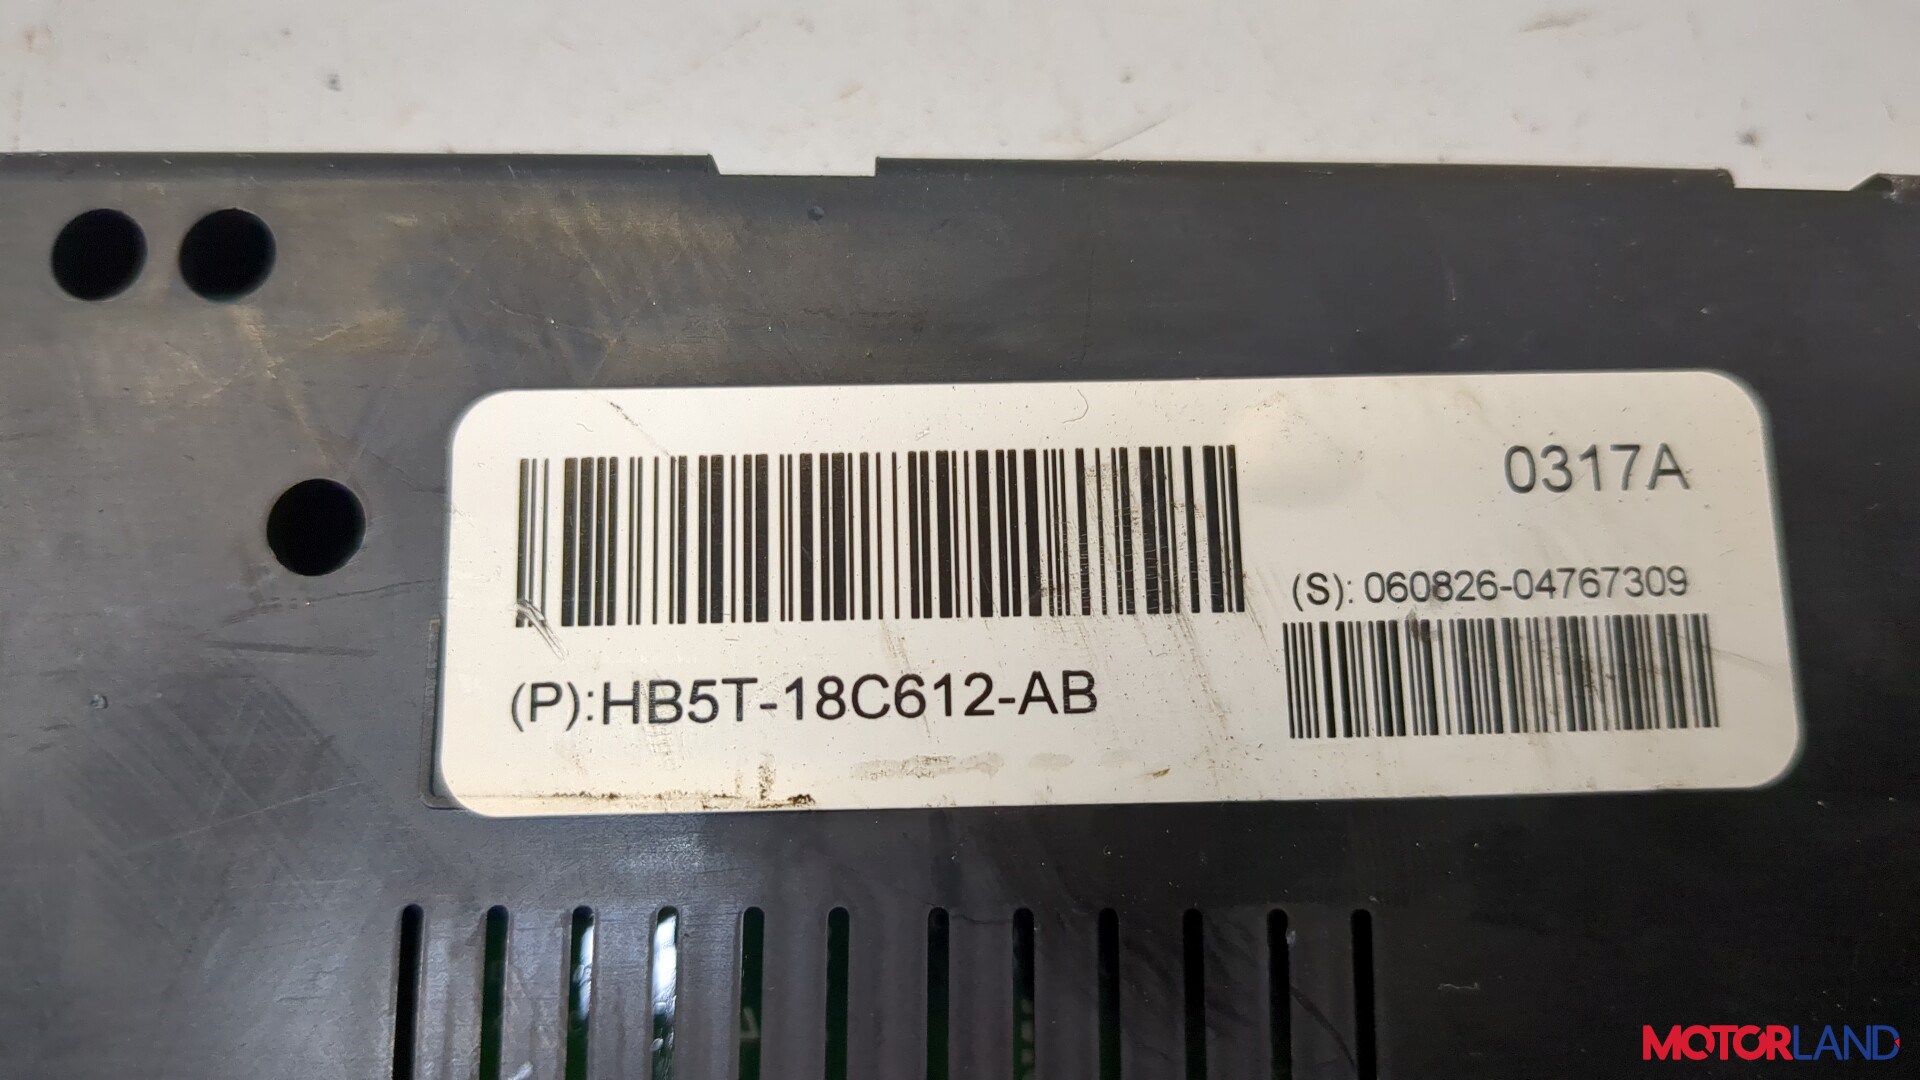 0317A
(S): 060826-04767309
(P):HB5T-18C612-AB
MOTORLAND